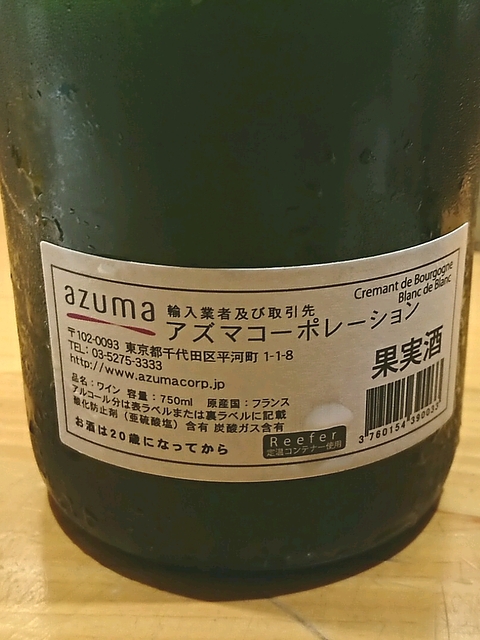 azuma
輸入業者及び取引先
アズマコーポレーション
Cremant de Bourgogne
Blanc de Blanc
〒102-0093 東京都千代田区平河町 1-1-8
TEL: 03-5275-3333
http://www.azumacorp.jp
果実酒
品名：ワイン 容量：750ml 原産国：フランス
アルコール分は表ラベルまたは裏ラベルに記載
酸化防止剤（亜硫酸塩）含有 炭酸ガス含有
お酒は20歳になってから
Reefer
定温コンテナー使用
3 760154 390033